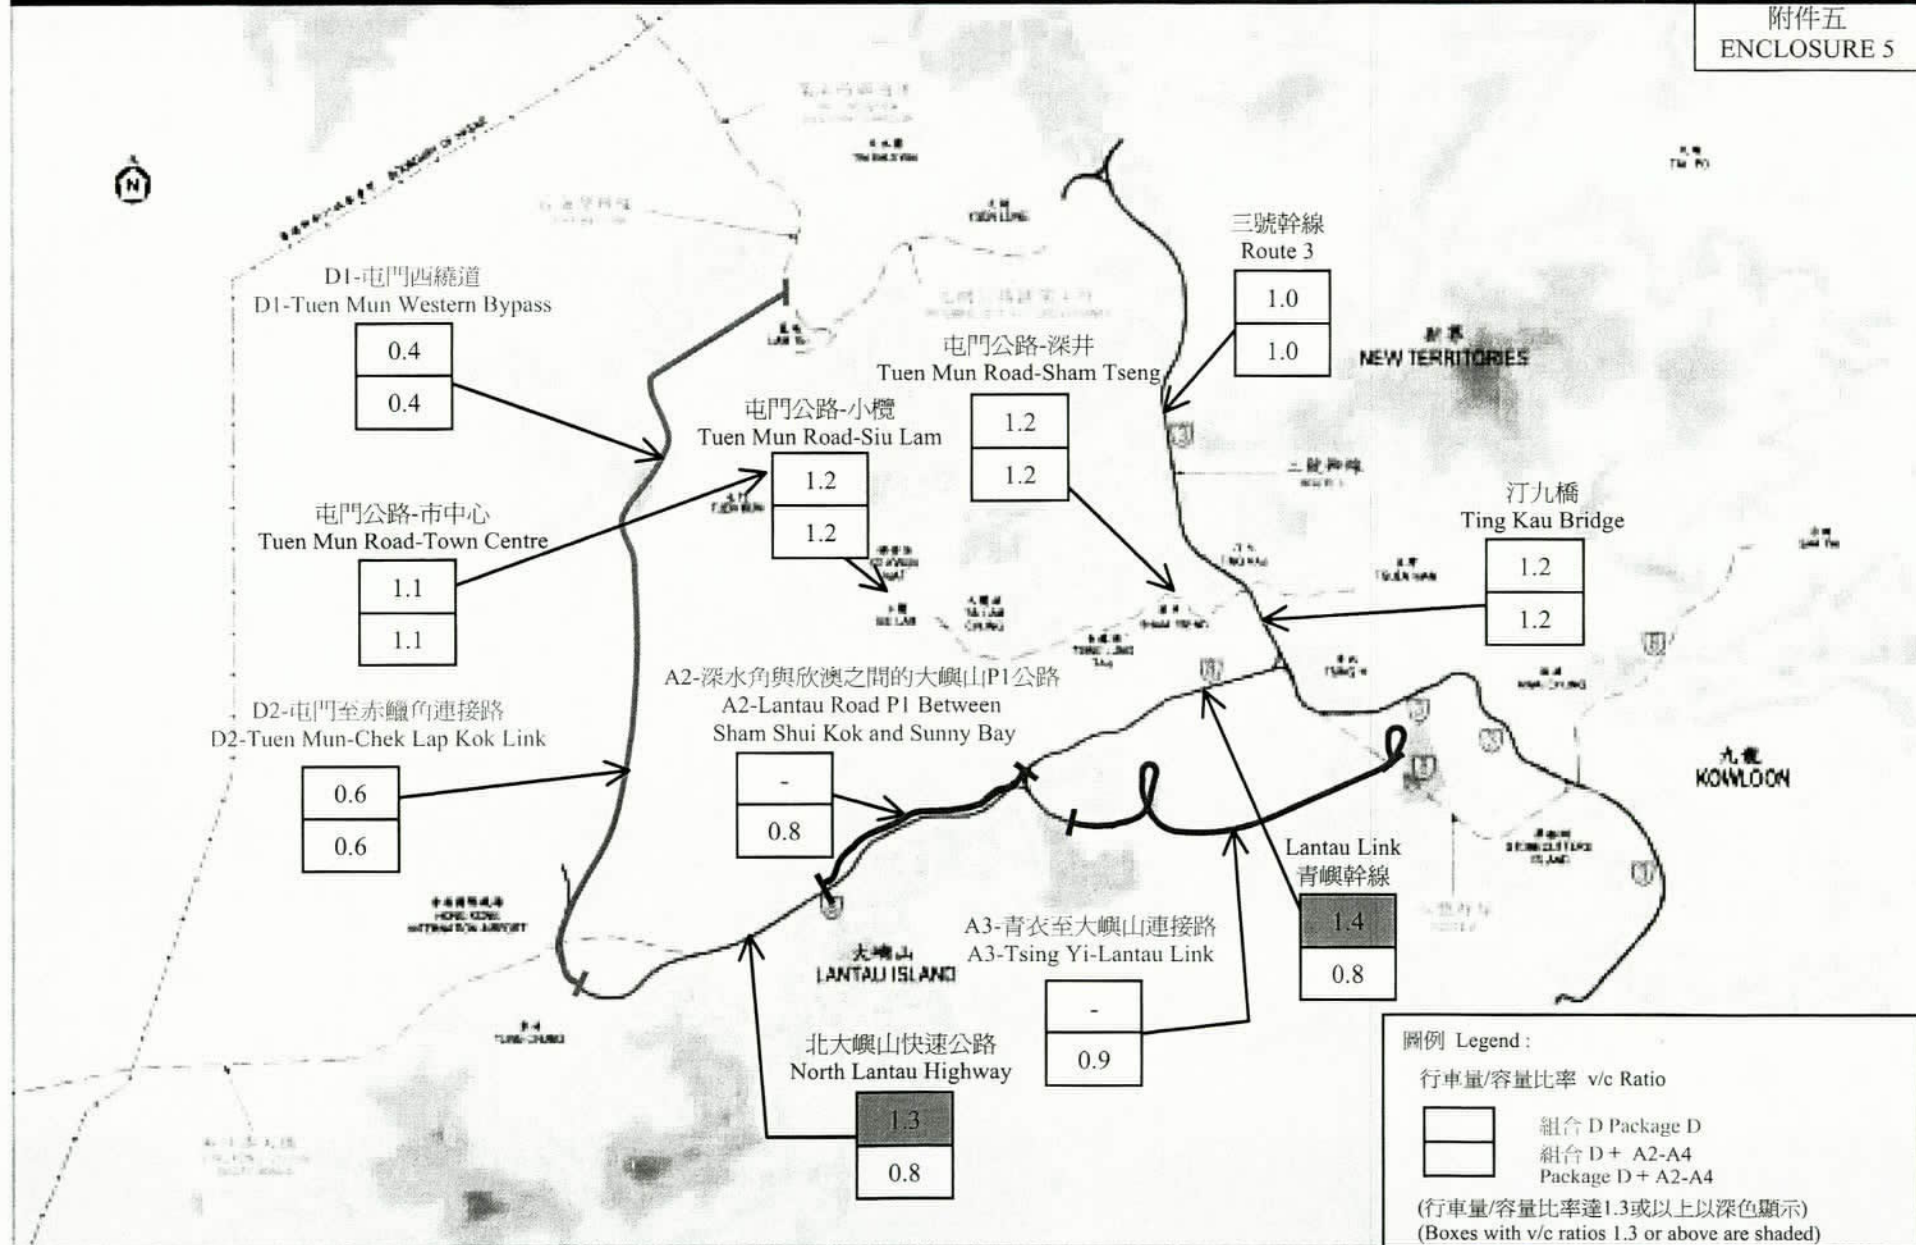 附件五
ENCLOSURE 5
N
TAI PO
YUEN LONG
三號幹線
Route 3
1.0
1.0
D1-屯門西繞道
D1-Tuen Mun Western Bypass
0.4
0.4
屯門公路-深井
Tuen Mun Road-Sham Tseng
1.2
1.2
NEW TERRITORIES
屯門公路-小欖
Tuen Mun Road-Siu Lam
1.2
1.2
屯門公路-市中心
Tuen Mun Road-Town Centre
1.1
1.1
汀九橋
Ting Kau Bridge
1.2
1.2
SIU LAM
A2-深水角與欣澳之間的大嶼山P1公路
A2-Lantau Road P1 Between
Sham Shui Kok and Sunny Bay
-
0.8
D2-屯門至赤鱲角連接路
D2-Tuen Mun-Chek Lap Kok Link
0.6
0.6
九龍
KOWLOON
Lantau Link
青嶼幹線
1.4
0.8
A3-青衣至大嶼山連接路
A3-Tsing Yi-Lantau Link
-
0.9
大嶼山
LANTAU ISLAND
TUNG CHUNG
北大嶼山快速公路
North Lantau Highway
1.3
0.8
圖例 Legend :
行車量/容量比率 v/c Ratio
組合 D Package D
組合 D + A2-A4
Package D + A2-A4
(行車量/容量比率達1.3或以上以深色顯示)
(Boxes with v/c ratios 1.3 or above are shaded)